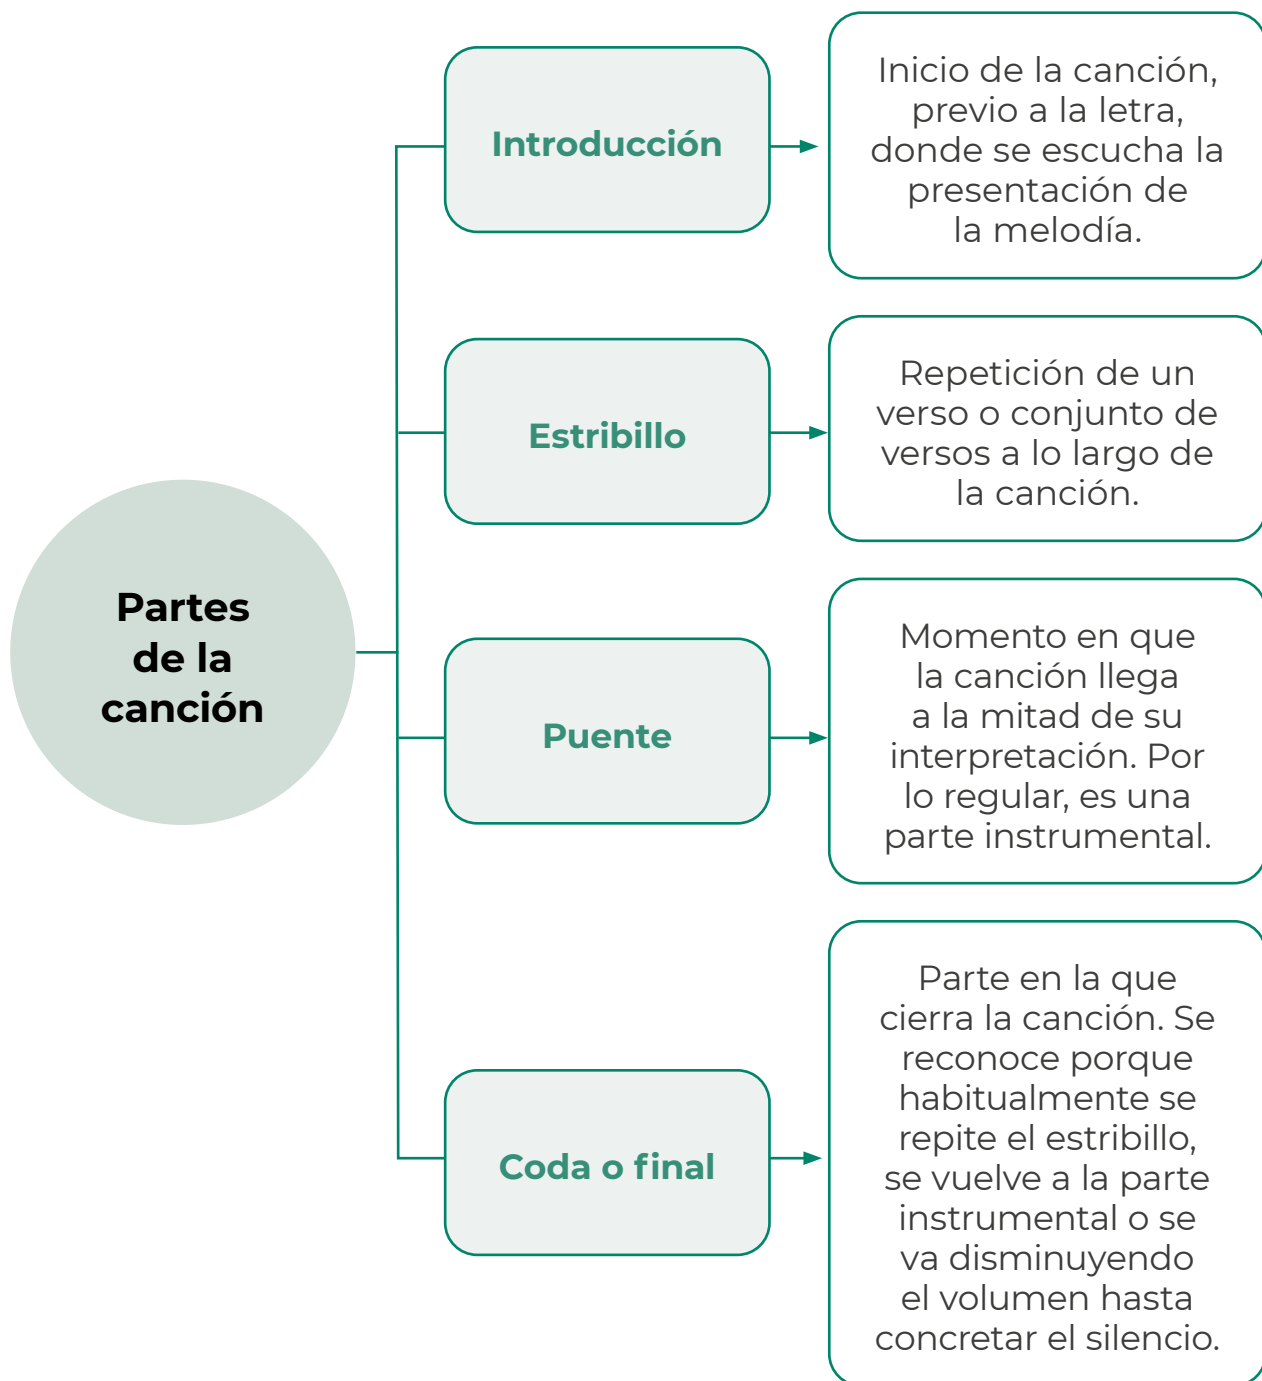 Partes
de la
canción
Introducción
Inicio de la canción,
previo a la letra,
donde se escucha la
presentación de
la melodía.
Estribillo
Repetición de un
verso o conjunto de
versos a lo largo de
la canción.
Puente
Momento en que
la canción llega
a la mitad de su
interpretación. Por
lo regular, es una
parte instrumental.
Coda o final
Parte en la que
cierra la canción. Se
reconoce porque
habitualmente se
repite el estribillo,
se vuelve a la parte
instrumental o se
va disminuyendo
el volumen hasta
concretar el silencio.